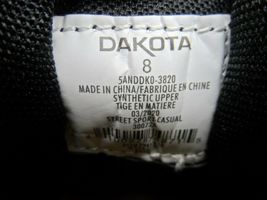 DAKOTA
8
5ANDDK0-3820
MADE IN CHINA/FABRIQUE EN CHINE
SYNTHETIC UPPER
TIGE EN MATIERE
03/2020
STREET SPORT CASUAL